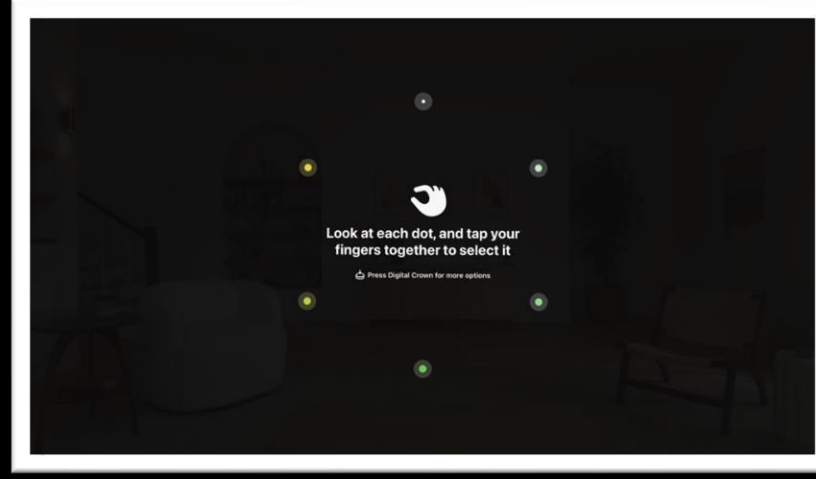 Look at each dot, and tap your
fingers together to select it
Press Digital Crown for more options